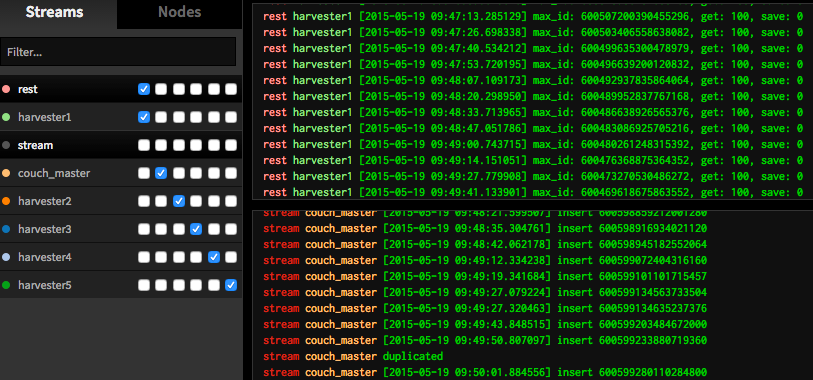 Streams
Nodes
Filter...
rest
harvester1
stream
couch_master
harvester2
harvester3
harvester4
harvester5
rest harvester1 [2015-05-19 09:47:13.285129] max_id: 600507200390455296, get: 100, save: 0
rest harvester1 [2015-05-19 09:47:26.698338] max_id: 600503406558638082, get: 100, save: 0
rest harvester1 [2015-05-19 09:47:40.534212] max_id: 600499635300478979, get: 100, save: 0
rest harvester1 [2015-05-19 09:47:53.720195] max_id: 600496639200120832, get: 100, save: 0
rest harvester1 [2015-05-19 09:48:07.109173] max_id: 600492937835864064, get: 100, save: 0
rest harvester1 [2015-05-19 09:48:20.298950] max_id: 600489952837767168, get: 100, save: 0
rest harvester1 [2015-05-19 09:48:33.713965] max_id: 600486638926565376, get: 100, save: 0
rest harvester1 [2015-05-19 09:48:47.051786] max_id: 600483086925705216, get: 100, save: 0
rest harvester1 [2015-05-19 09:49:00.743715] max_id: 600480261248315392, get: 100, save: 0
rest harvester1 [2015-05-19 09:49:14.151051] max_id: 600476368875364352, get: 100, save: 0
rest harvester1 [2015-05-19 09:49:27.779908] max_id: 600473270530486272, get: 100, save: 0
rest harvester1 [2015-05-19 09:49:41.133901] max_id: 600469618675863552, get: 100, save: 0
stream couch_master [2015-05-19 09:48:21.599507] insert 600598859212001280
stream couch_master [2015-05-19 09:48:35.304761] insert 600598916934021120
stream couch_master [2015-05-19 09:48:42.062178] insert 600598945182552064
stream couch_master [2015-05-19 09:49:12.334238] insert 600599072404316160
stream couch_master [2015-05-19 09:49:19.341684] insert 600599101101715457
stream couch_master [2015-05-19 09:49:27.079224] insert 600599134563733504
stream couch_master [2015-05-19 09:49:27.320463] insert 600599134635237376
stream couch_master [2015-05-19 09:49:43.848515] insert 600599203484672000
stream couch_master [2015-05-19 09:49:50.807097] insert 600599233880719360
stream couch_master duplicated
stream couch_master [2015-05-19 09:50:01.884556] insert 600599280110284800